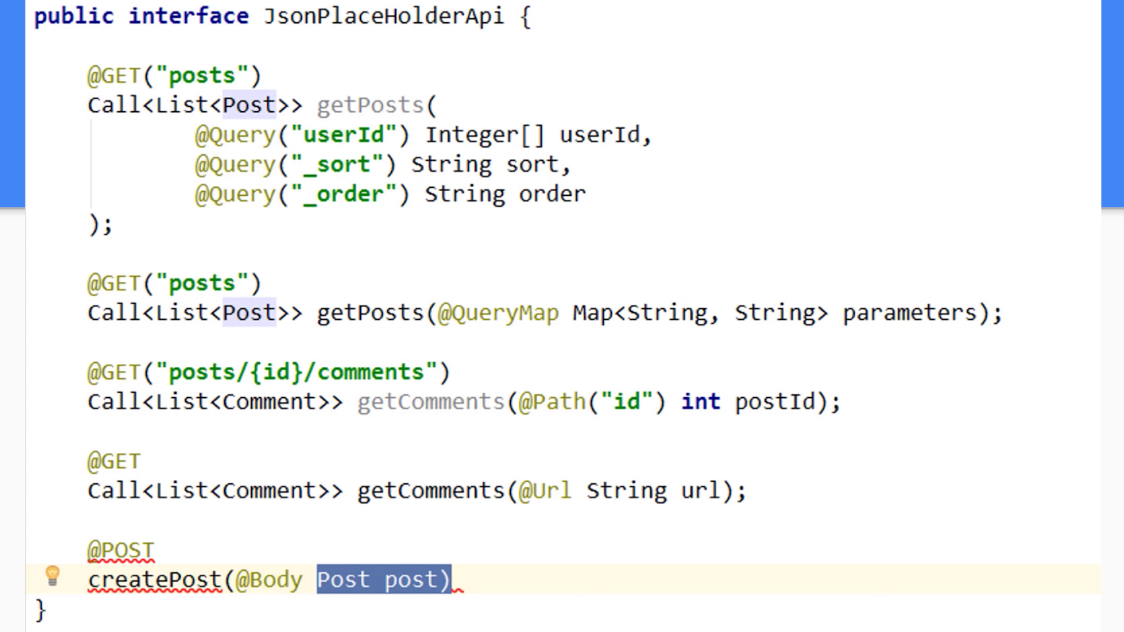 public interface JsonPlaceHolderApi {
@GET("posts")
Call<List<Post>> getPosts(
@Query("userId") Integer[] userId,
@Query("_sort") String sort,
@Query("_order") String order
);
@GET("posts")
Call<List<Post>> getPosts(@QueryMap Map<String, String> parameters);
@GET("posts/{id}/comments")
Call<List<Comment>> getComments(@Path("id") int postId);
@GET
Call<List<Comment>> getComments(@Url String url);
@POST
createPost(@Body Post post)
}